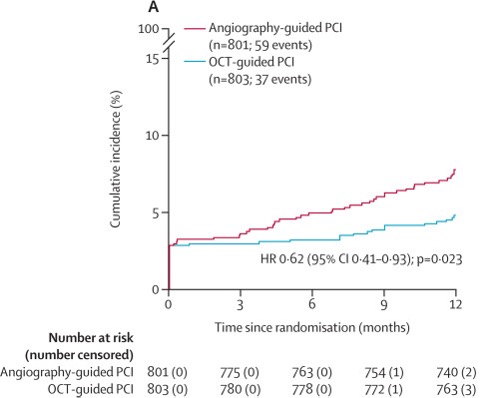 A
Angiography-guided PCI
(n=801; 59 events)
OCT-guided PCI
(n=803; 37 events)
100
15
10
5
0
Cumulative incidence (%)
HR 0·62 (95% CI 0·41–0·93); p=0·023
0 3 6 9 12
Time since randomisation (months)
Number at risk
(number censored)
Angiography-guided PCI 801 (0) 775 (0) 763 (0) 754 (1) 740 (2)
OCT-guided PCI 803 (0) 780 (0) 778 (0) 772 (1) 763 (3)